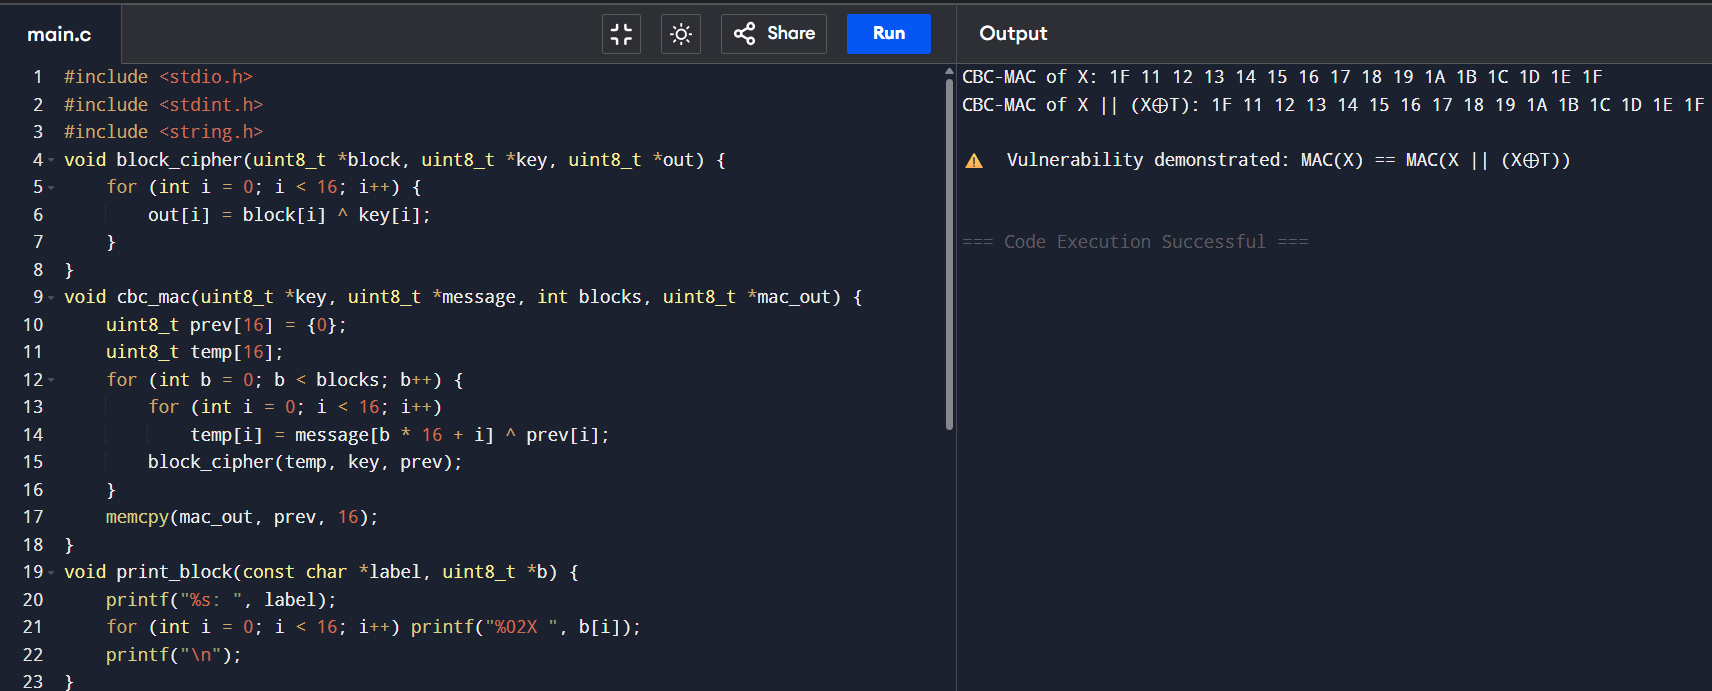 main.c
Share
Run
Output
1 #include <stdio.h>
2 #include <stdint.h>
3 #include <string.h>
4 void block_cipher(uint8_t *block, uint8_t *key, uint8_t *out) {
5     for (int i = 0; i < 16; i++) {
6         out[i] = block[i] ^ key[i];
7     }
8 }
9 void cbc_mac(uint8_t *key, uint8_t *message, int blocks, uint8_t *mac_out) {
10     uint8_t prev[16] = {0};
11     uint8_t temp[16];
12     for (int b = 0; b < blocks; b++) {
13         for (int i = 0; i < 16; i++)
14             temp[i] = message[b * 16 + i] ^ prev[i];
15         block_cipher(temp, key, prev);
16     }
17     memcpy(mac_out, prev, 16);
18 }
19 void print_block(const char *label, uint8_t *b) {
20     printf("%s: ", label);
21     for (int i = 0; i < 16; i++) printf("%02X ", b[i]);
22     printf("\n");
23 }
CBC-MAC of X: 1F 11 12 13 14 15 16 17 18 19 1A 1B 1C 1D 1E 1F
CBC-MAC of X || (X⊕T): 1F 11 12 13 14 15 16 17 18 19 1A 1B 1C 1D 1E 1F
⚠ Vulnerability demonstrated: MAC(X) == MAC(X || (X⊕T))
=== Code Execution Successful ===